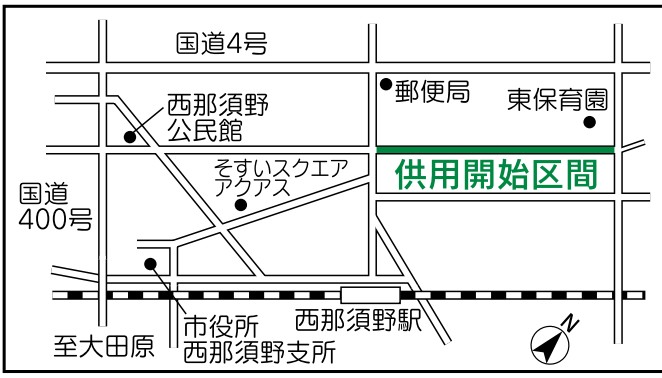 国道4号
郵便局
東保育園
西那須野
公民館
そすいスクエア
アクアス
供用開始区間
国道
400号
市役所
西那須野支所
西那須野駅
至大田原
N